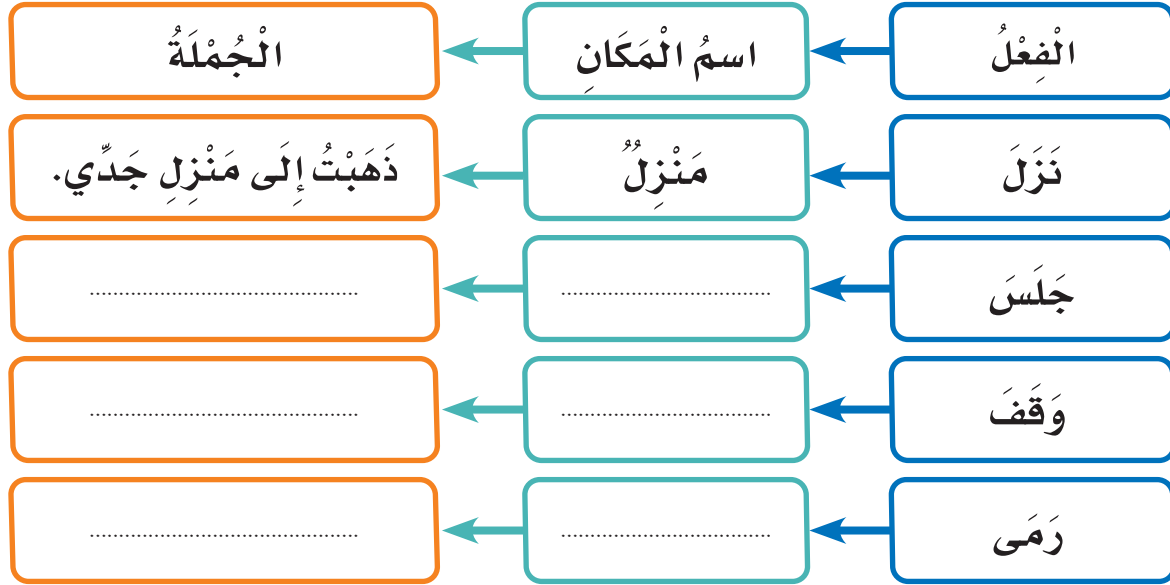 الْفِعْلُ اسمُ الْمَكَانِ الْجُمْلَةُ
نَزَلَ مَنْزِلٌ ذَهَبْتُ إِلَى مَنْزِلِ جَدِّي.
جَلَسَ ...................................... ......................................
وَقَفَ ...................................... ......................................
رَمَى ...................................... ......................................